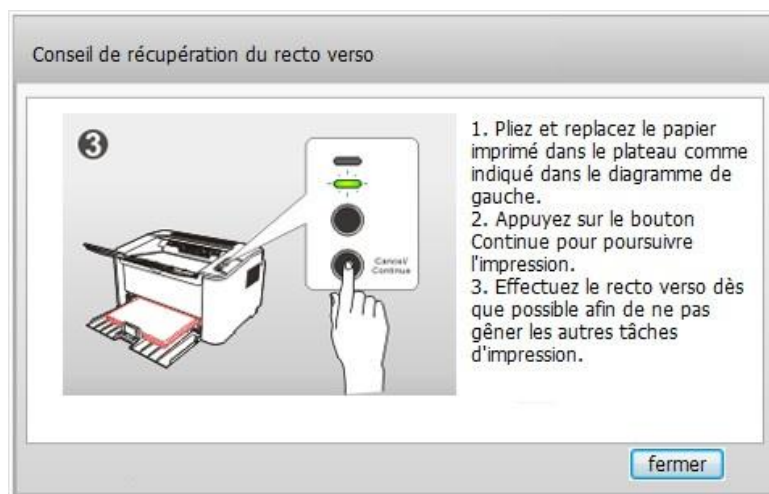 Conseil de récupération du recto verso
3
Cancel/
Continue
1. Pliez et replacez le papier
imprimé dans le plateau comme
indiqué dans le diagramme de
gauche.
2. Appuyez sur le bouton
Continue pour poursuivre
l'impression.
3. Effectuez le recto verso dès
que possible afin de ne pas
gêner les autres tâches
d'impression.
fermer